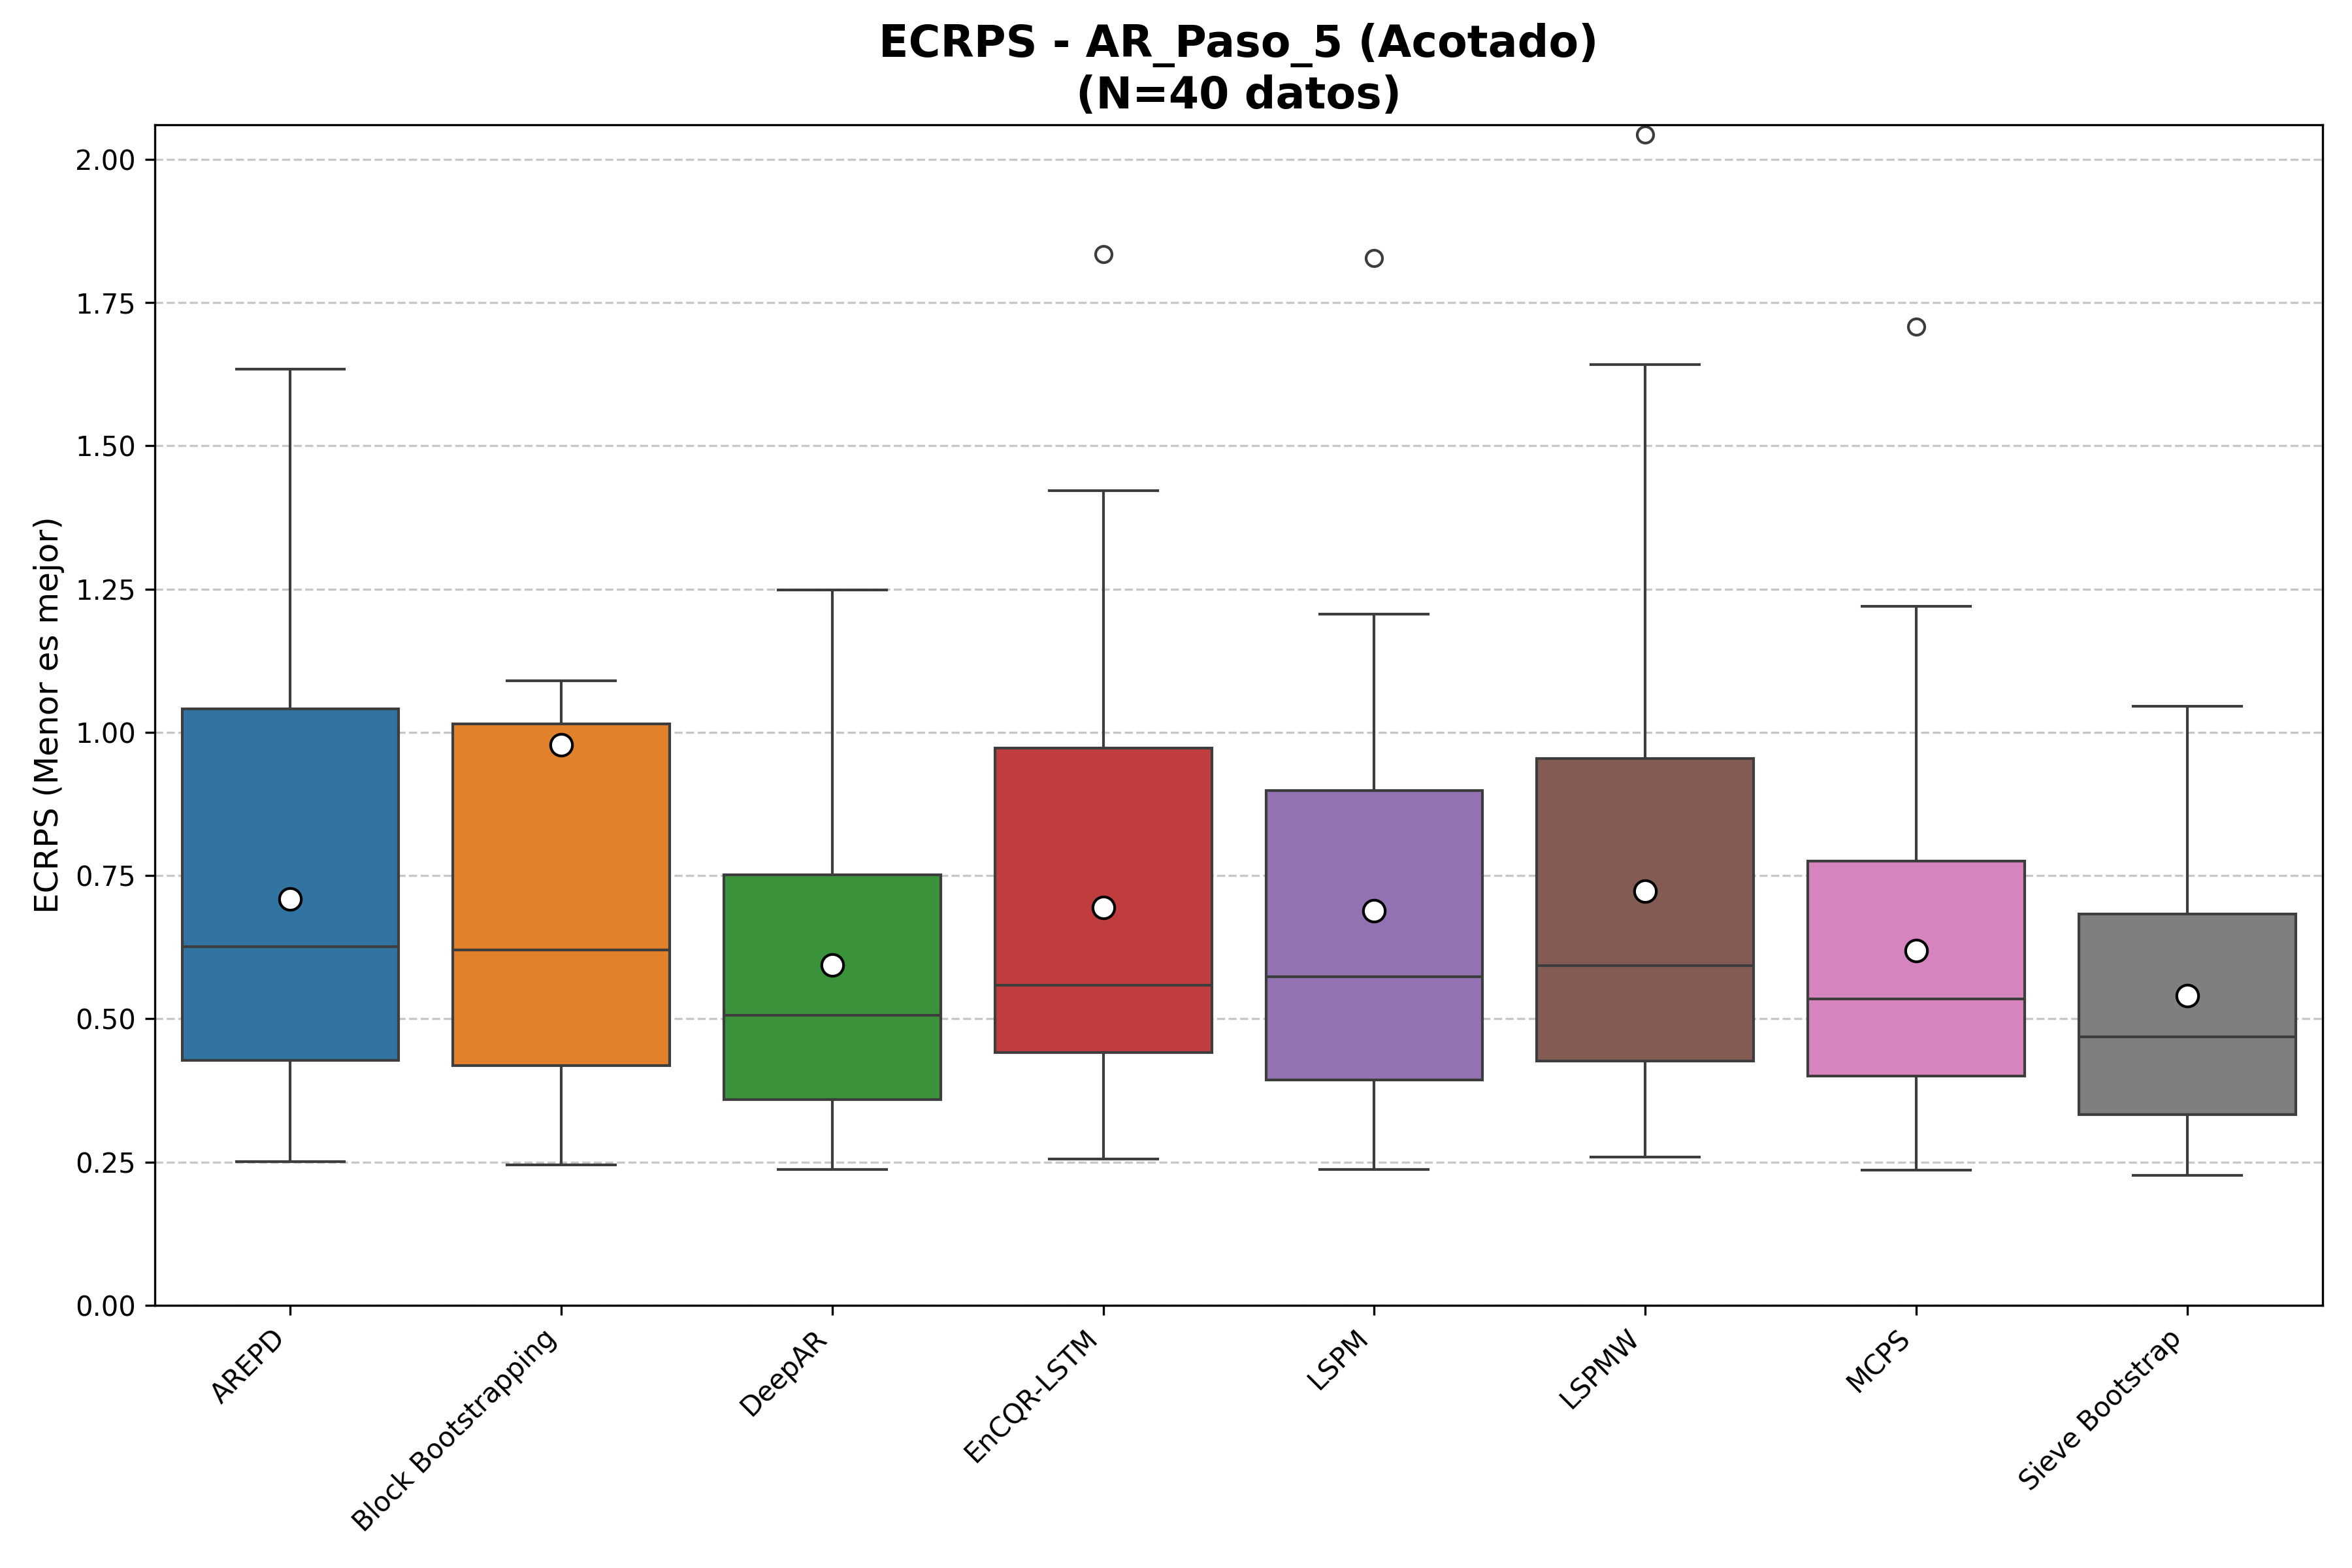 ECRPS - AR_Paso_5 (Acotado)
(N=40 datos)
ECRPS (Menor es mejor)
2.00
1.75
1.50
1.25
1.00
0.75
0.50
0.25
0.00
AREPD
Block Bootstrapping
DeepAR
EnCQR-LSTM
LSPM
LSPMW
MCPS
Sieve Bootstrap